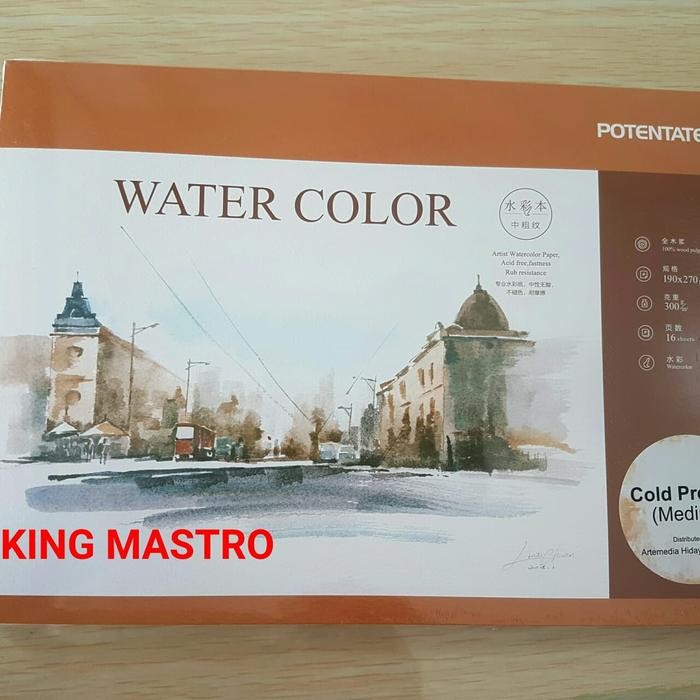 POTENTATE
WATER COLOR
水彩本
中粗纹
Artist Watercolor Paper,
Acid free,fastness
Rub resistance
专业水彩纸，中性无酸，
不褪色，耐摩擦
全木浆
100% wood pulp
规格
190x270
克重
300g/㎡
页数
16 sheets
水彩
Watercolor
Cold Pre
(Medi
Distribute
Artemedia Hiday
KING MASTRO